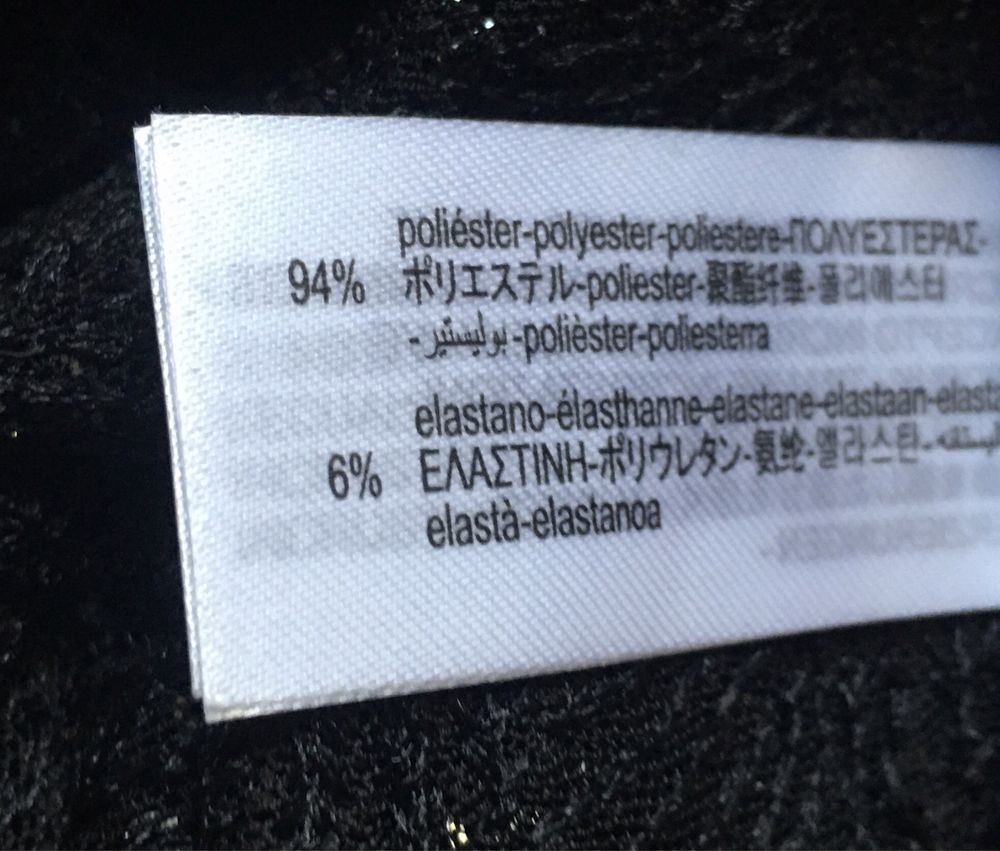 poliéster-polyester-poliestere-ΠΟΛΥΕΣΤΕΡΑΣ-
94% ポリエステル-poliester-聚酯纤维-폴리에스터
-بوليستير-polièster-poliesterra
elastano-élasthanne-elastane-elastaan-elasta
6% ΕΛΑΣΤΙΝΗ-ポリウレタン-氨纶-엘라스탄-
elastà-elastanoa